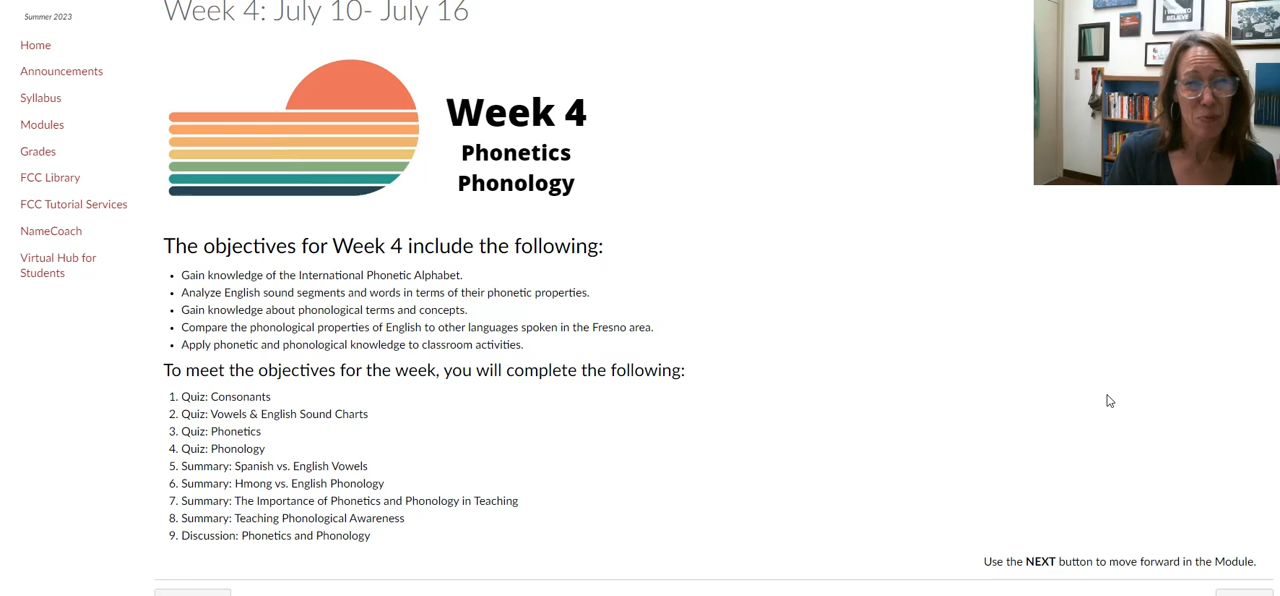 Week 4: July 10- July 16
Summer 2023
Home
Announcements
Syllabus
Modules
Grades
FCC Library
FCC Tutorial Services
NameCoach
Virtual Hub for
Students
Week 4
Phonetics
Phonology
The objectives for Week 4 include the following:
• Gain knowledge of the International Phonetic Alphabet.
• Analyze English sound segments and words in terms of their phonetic properties.
• Gain knowledge about phonological terms and concepts.
• Compare the phonological properties of English to other languages spoken in the Fresno area.
• Apply phonetic and phonological knowledge to classroom activities.
To meet the objectives for the week, you will complete the following:
1. Quiz: Consonants
2. Quiz: Vowels & English Sound Charts
3. Quiz: Phonetics
4. Quiz: Phonology
5. Summary: Spanish vs. English Vowels
6. Summary: Hmong vs. English Phonology
7. Summary: The Importance of Phonetics and Phonology in Teaching
8. Summary: Teaching Phonological Awareness
9. Discussion: Phonetics and Phonology
Use the NEXT button to move forward in the Module.